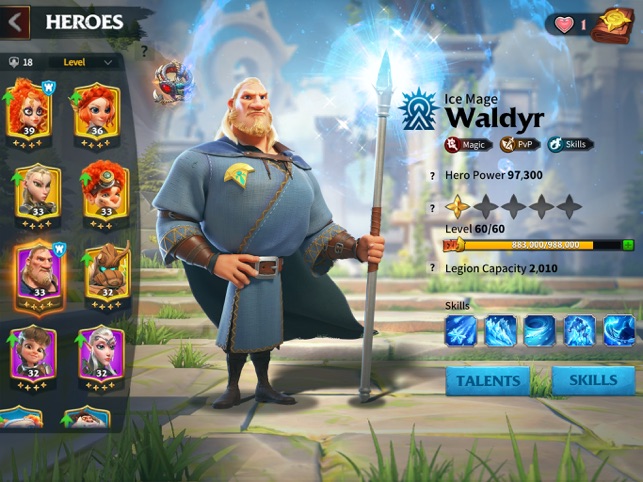 HEROES
1
18
Level
?
39
36
33
33
33
32
32
32
Ice Mage
Waldyr
Magic
PvP
Skills
? Hero Power 97,300
?
Level 60/60
883,000/988,000
? Legion Capacity 2,010
Skills
TALENTS
SKILLS